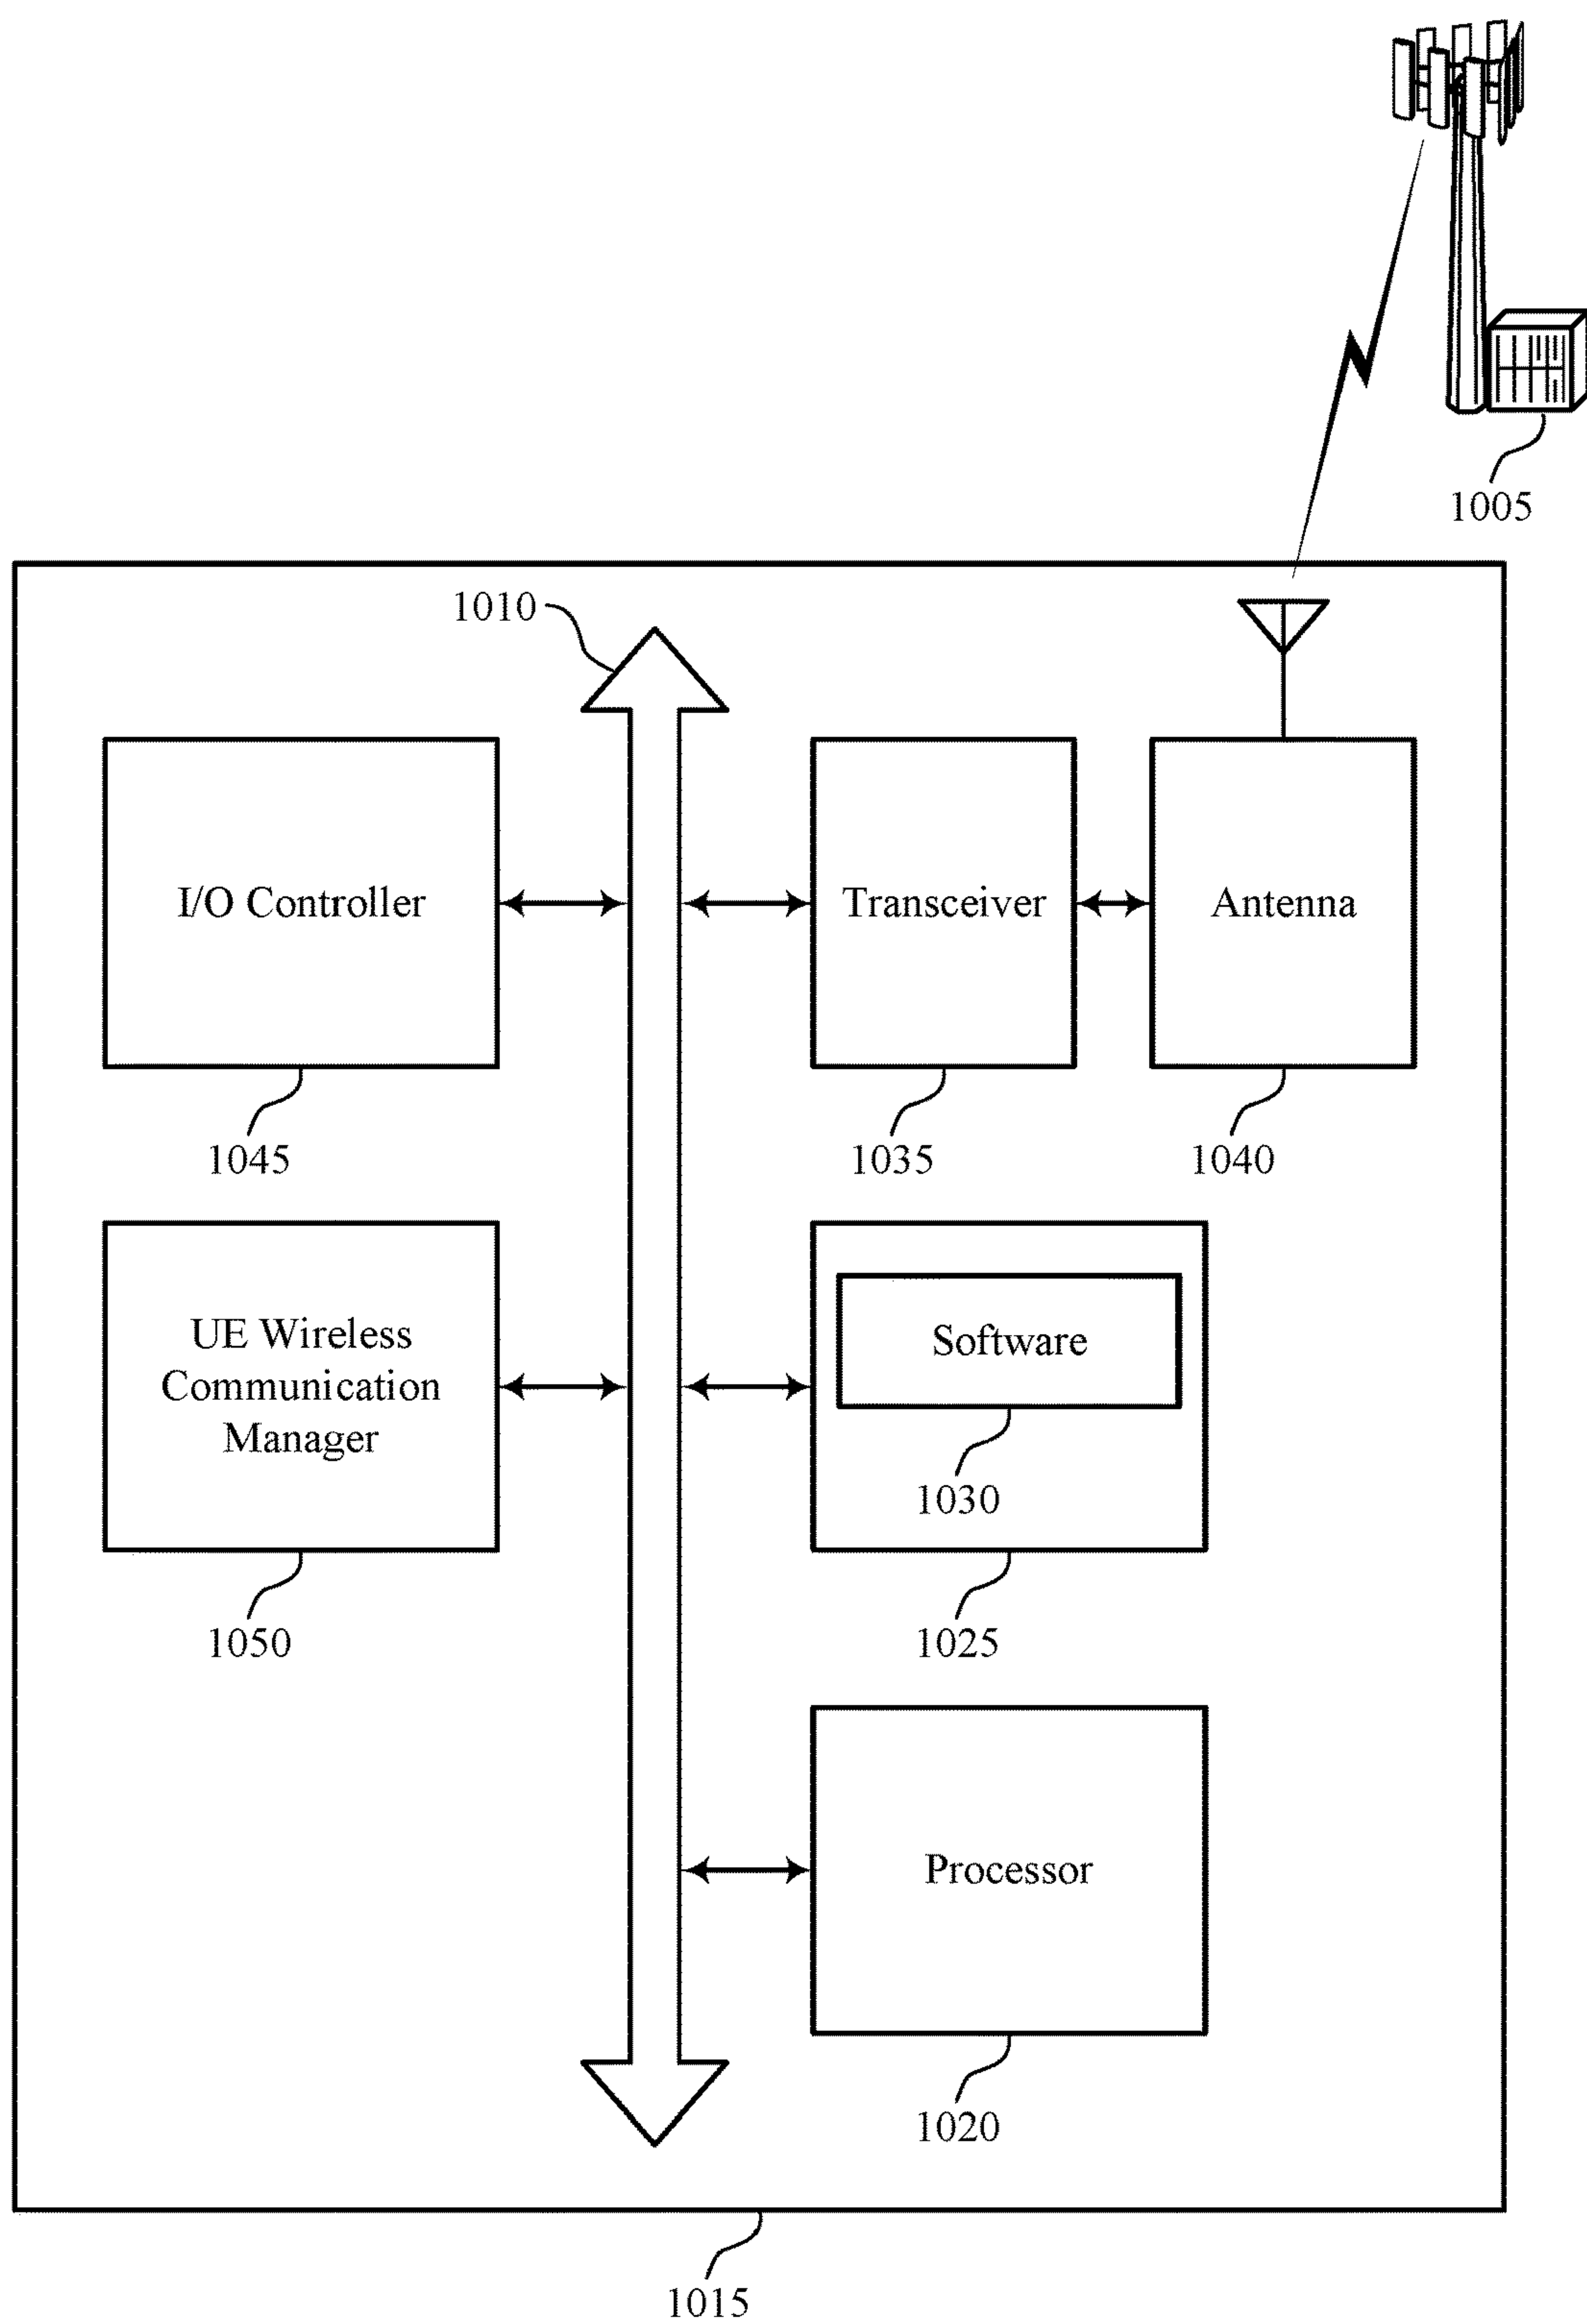 1005
1010
I/O Controller
Transceiver
Antenna
1045
1035
1040
UE Wireless
Communication
Manager
Software
1030
1050
1025
Processor
1020
1015